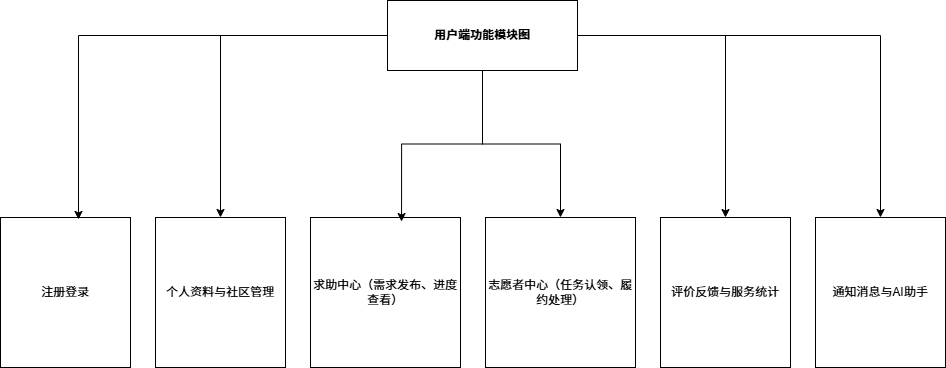 用户端功能模块图
注册登录
个人资料与社区管理
求助中心（需求发布、进度
查看）
志愿者中心（任务认领、履
约处理）
评价反馈与服务统计
通知消息与AI助手